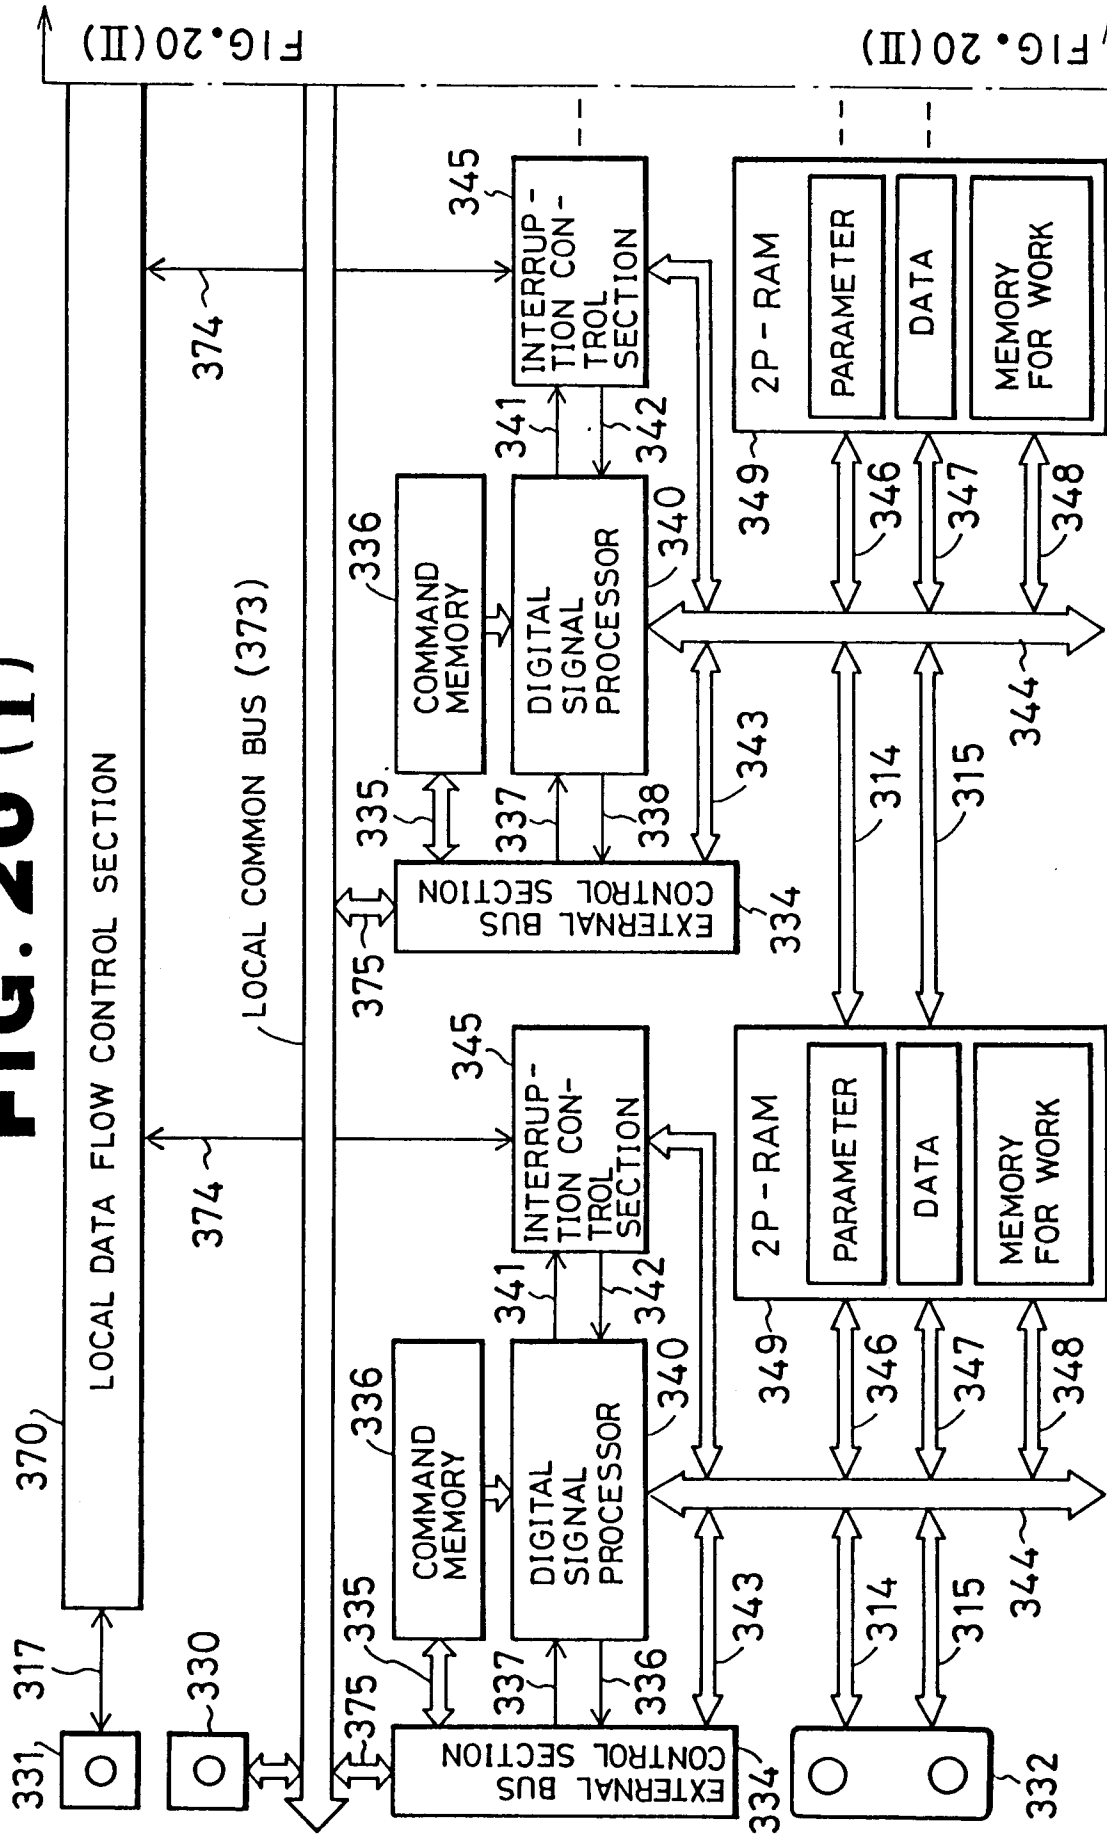 FIG. 20 (I)
FIG. 20 (II)
FIG. 20 (II)
331
317
370
LOCAL DATA FLOW CONTROL SECTION
330
374
374
LOCAL COMMON BUS (373)
375
335
336
345
375
335
336
345
EXTERNAL BUS
CONTROL SECTION
COMMAND
MEMORY
337
336
DIGITAL
SIGNAL
PROCESSOR
341
342
INTERRUP-
TION CON-
TROL
SECTION
EXTERNAL BUS
CONTROL SECTION
COMMAND
MEMORY
337
338
DIGITAL
SIGNAL
PROCESSOR
341
342
INTERRUP-
TION CON-
TROL
SECTION
334
343
340
349
334
343
340
349
2P-RAM
PARAMETER
DATA
MEMORY
FOR WORK
2P-RAM
PARAMETER
DATA
MEMORY
FOR WORK
314
346
314
346
315
347
315
347
332
344
348
344
348